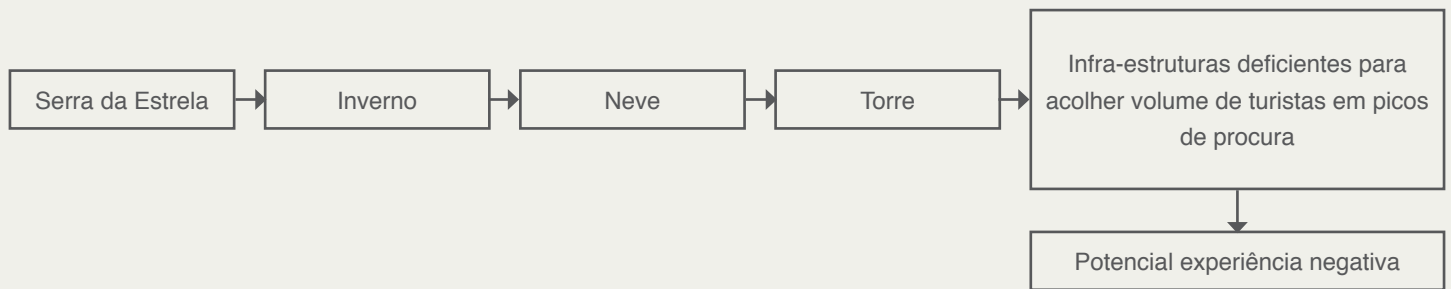 Serra da Estrela
Inverno
Neve
Torre
Infra-estruturas deficientes para
acolher volume de turistas em picos
de procura
Potencial experiência negativa